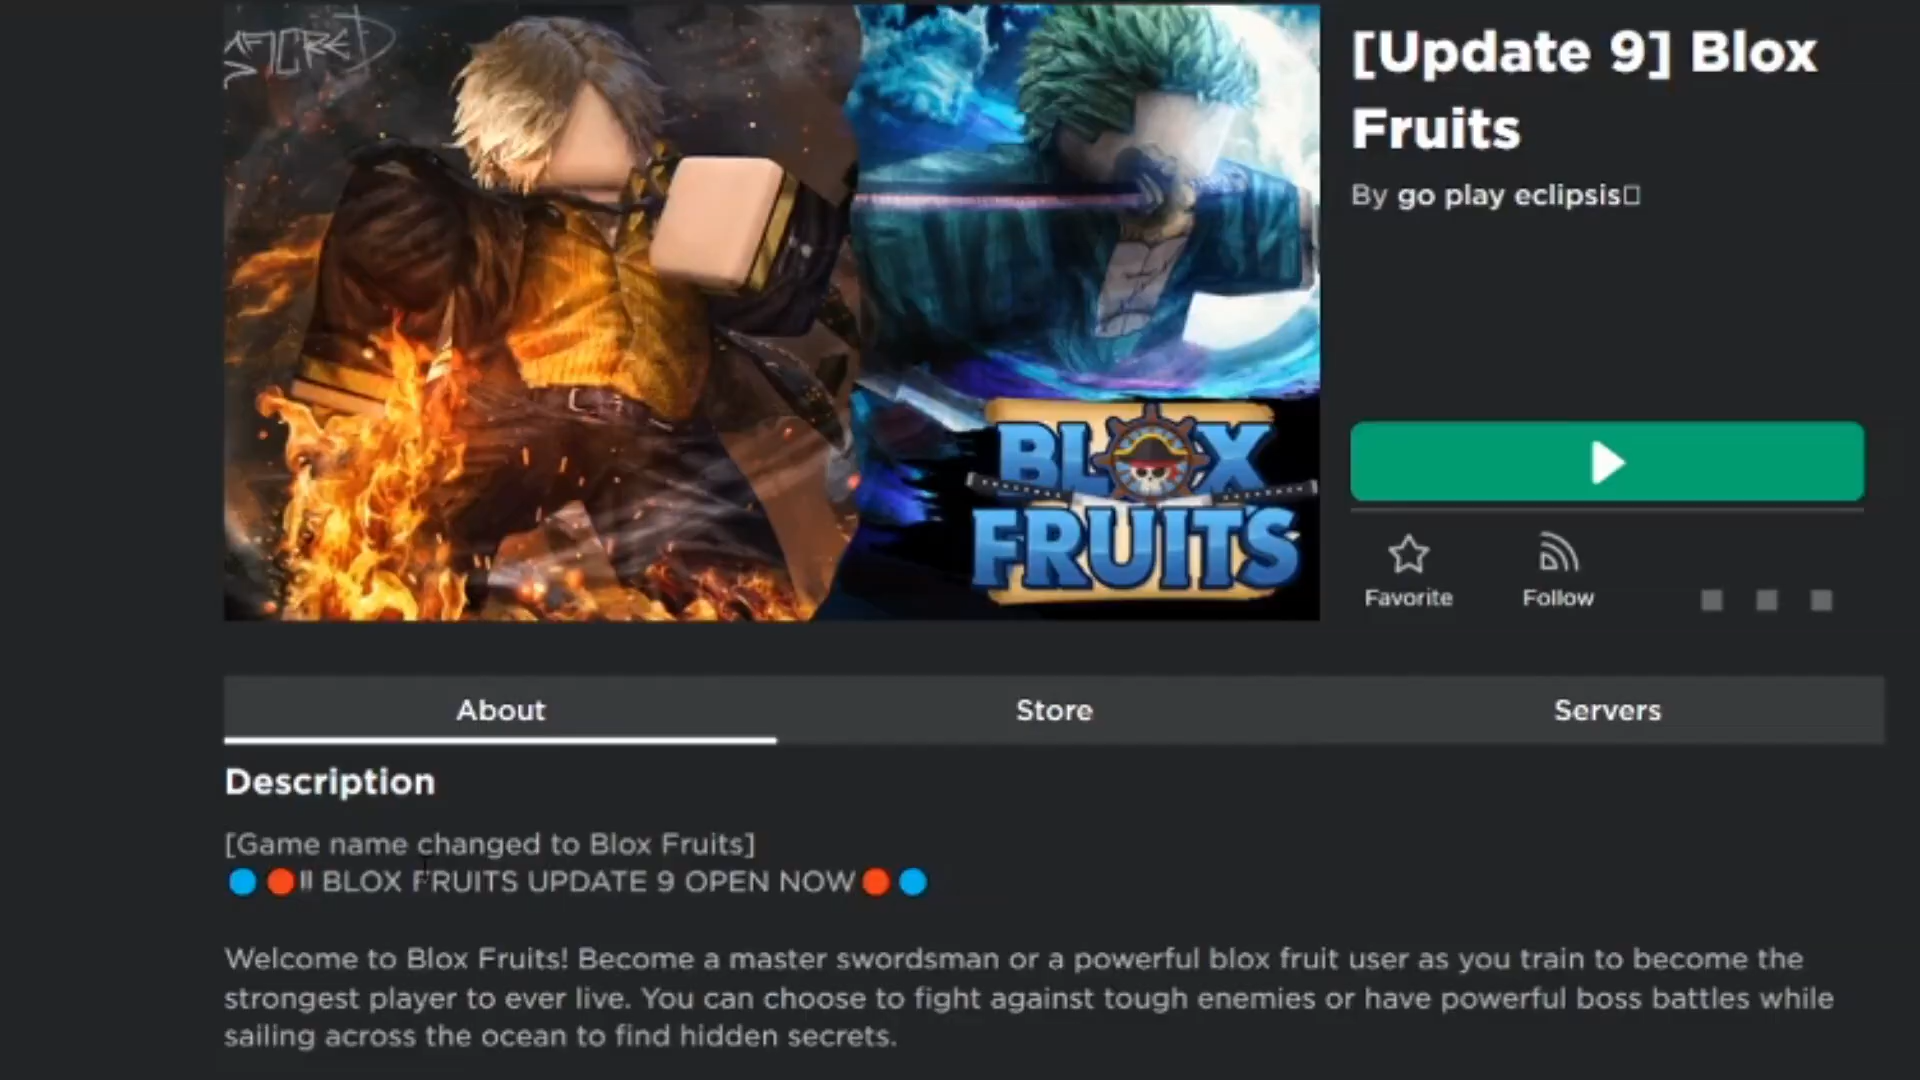 SACRED
[Update 9] Blox
Fruits
By go play eclipsis
BLOX
FRUITS
Favorite
Follow
About
Store
Servers
Description
[Game name changed to Blox Fruits]
🔵🔴‼ BLOX FRUITS UPDATE 9 OPEN NOW🔴🔵
Welcome to Blox Fruits! Become a master swordsman or a powerful blox fruit user as you train to become the
strongest player to ever live. You can choose to fight against tough enemies or have powerful boss battles while
sailing across the ocean to find hidden secrets.